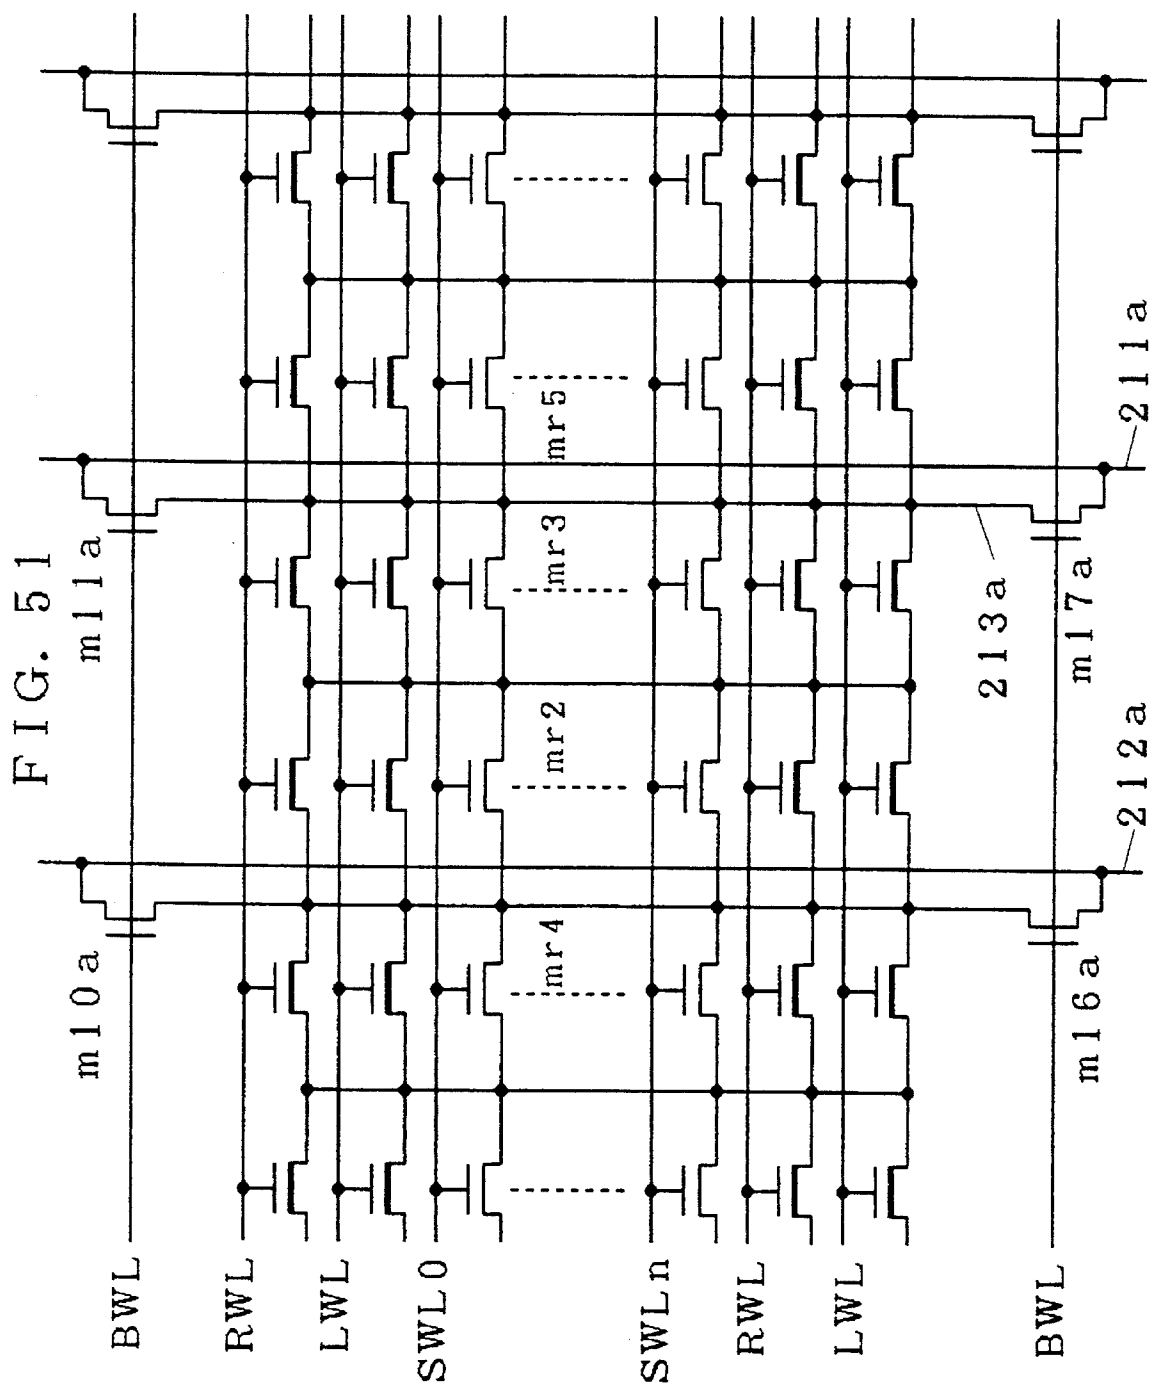 FIG. 51
BWL
RWL
LWL
SWL0
SWLn
RWL
LWL
BWL
m10a
m11a
mr4
mr2
mr3
mr5
m16a
m17a
212a
213a
211a